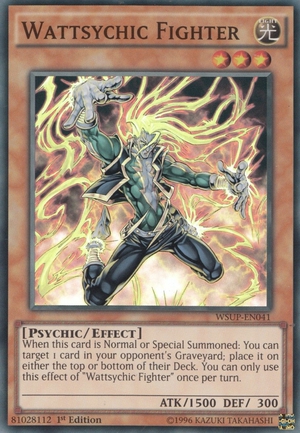 WATTSYCHIC FIGHTER
LIGHT
光
WSUP-EN041
[PSYCHIC/EFFECT]
When this card is Normal or Special Summoned: You can
target 1 card in your opponent's Graveyard; place it on
either the top or bottom of their Deck. You can only use
this effect of "Wattsychic Fighter" once per turn.
ATK/1500 DEF/ 300
81028112 1st Edition ©1996 KAZUKI TAKAHASHI